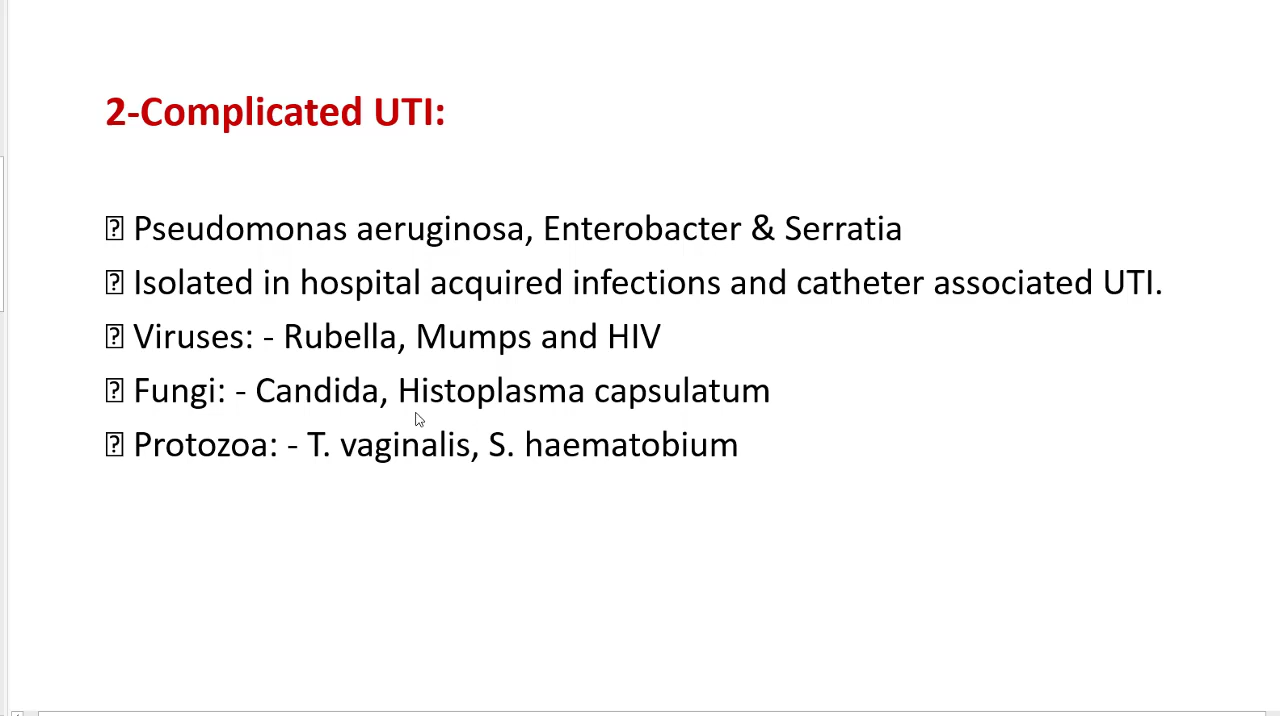 2-Complicated UTI:
⍰ Pseudomonas aeruginosa, Enterobacter & Serratia
⍰ Isolated in hospital acquired infections and catheter associated UTI.
⍰ Viruses: - Rubella, Mumps and HIV
⍰ Fungi: - Candida, Histoplasma capsulatum
⍰ Protozoa: - T. vaginalis, S. haematobium